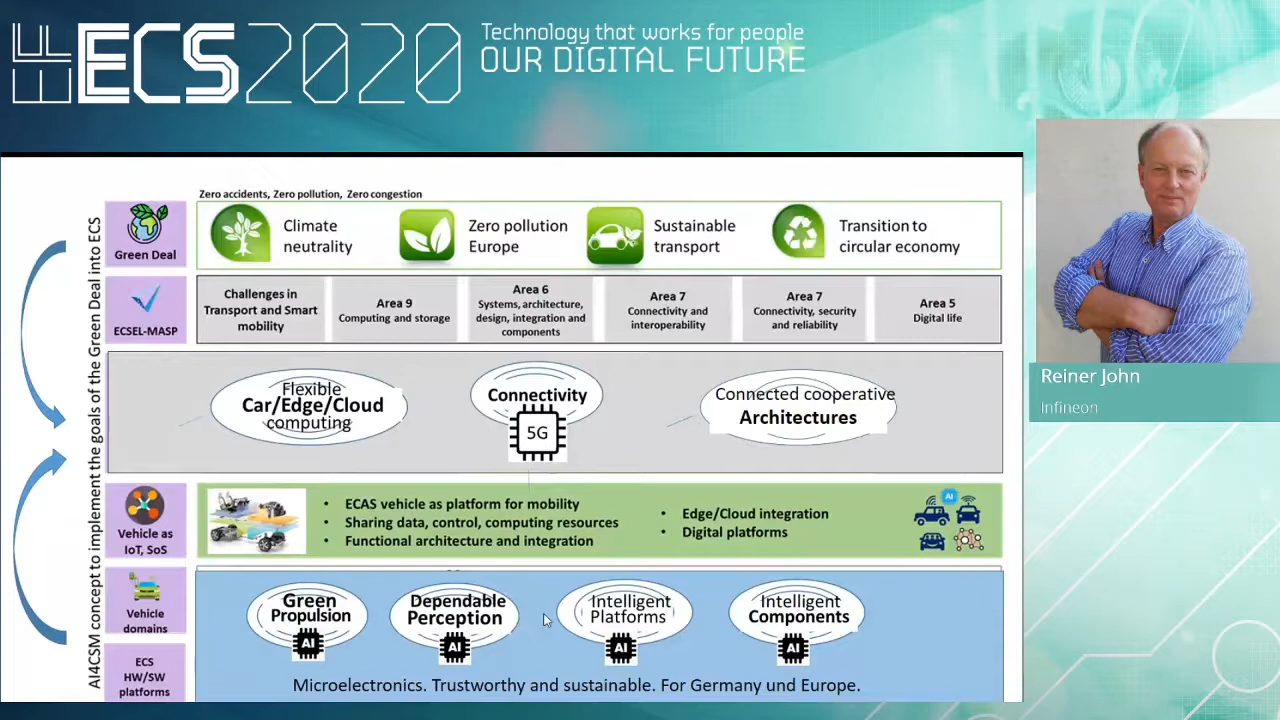 EFECS2020
Technology that works for people
OUR DIGITAL FUTURE
Zero accidents, Zero pollution, Zero congestion
AI4CSM concept to implement the goals of the Green Deal into ECS
Green Deal
Climate
neutrality
Zero pollution
Europe
Sustainable
transport
Transition to
circular economy
ECSEL-MASP
Challenges in
Transport and Smart
mobility
Area 9
Computing and storage
Area 6
Systems, architecture,
design, integration and
components
Area 7
Connectivity and
interoperability
Area 7
Connectivity, security
and reliability
Area 5
Digital life
Flexible
Car/Edge/Cloud
computing
Connectivity
5G
Connected cooperative
Architectures
Vehicle as
IoT, SoS
• ECAS vehicle as platform for mobility
• Sharing data, control, computing resources
• Functional architecture and integration
• Edge/Cloud integration
• Digital platforms
AI
Vehicle
domains
Green
Propulsion
AI
Dependable
Perception
AI
Intelligent
Platforms
AI
Intelligent
Components
AI
ECS
HW/SW
platforms
Microelectronics. Trustworthy and sustainable. For Germany und Europe.
Reiner John
Infineon